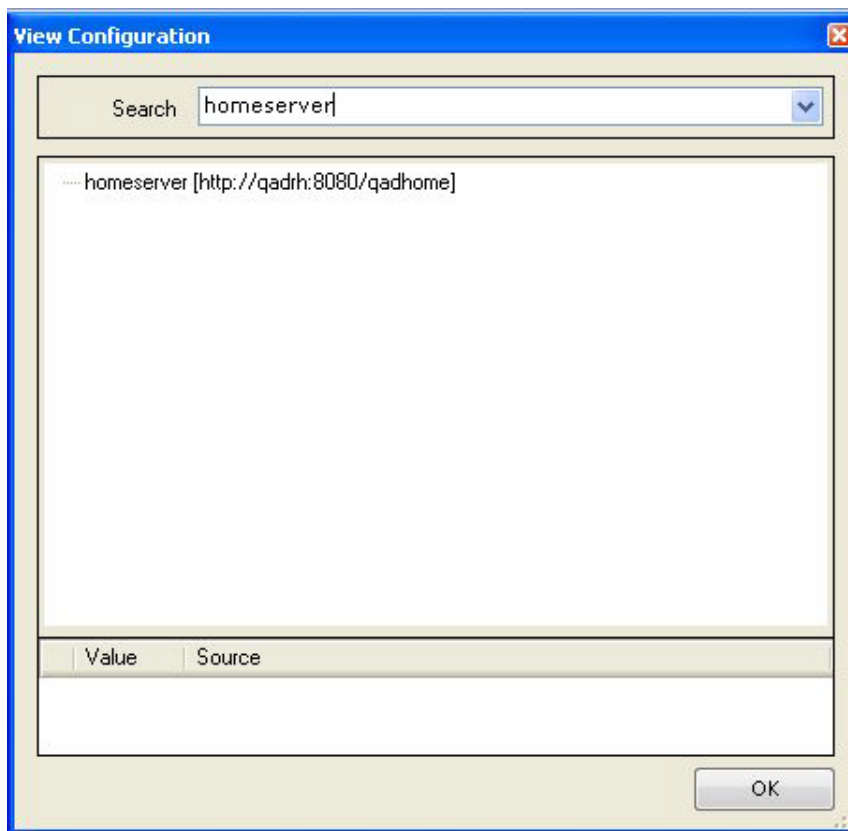 View Configuration
Search homeserver
homeserver [http://qadrh:8080/qadhome]
Value Source
OK